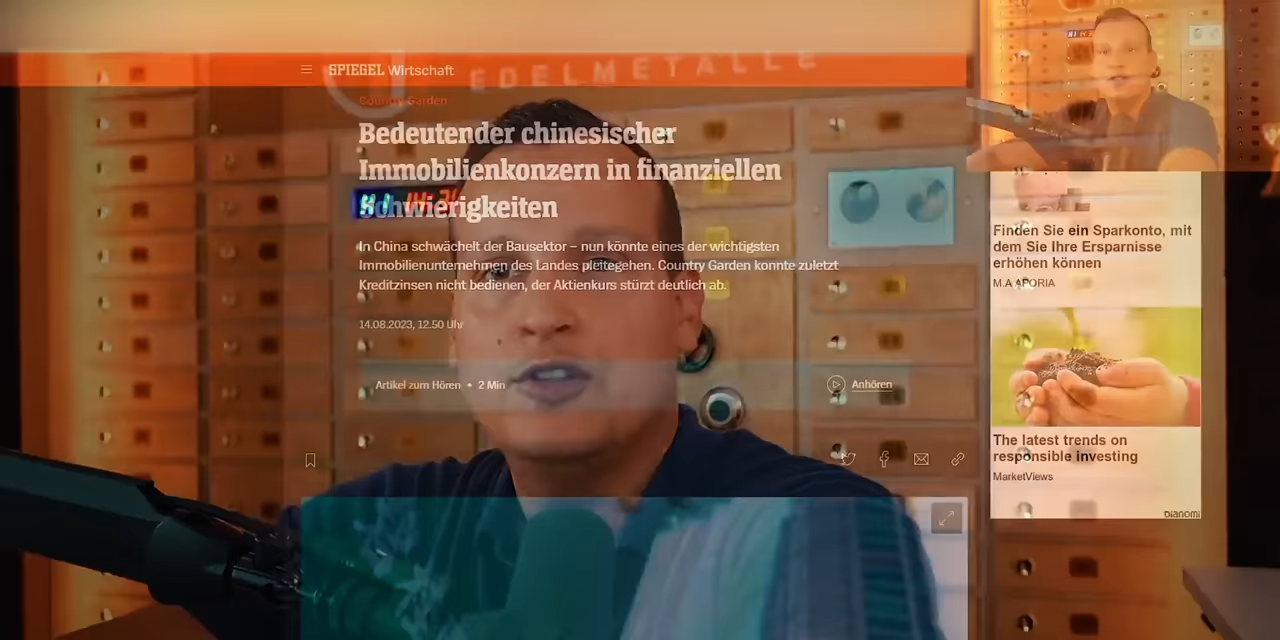 EDELMETALLE
SPIEGEL Wirtschaft
Country Garden
Bedeutender chinesischer
Immobilienkonzern in finanziellen
Schwierigkeiten
In China schwächelt der Bausektor – nun könnte eines der wichtigsten
Immobilienunternehmen des Landes pleitegehen. Country Garden konnte zuletzt
Kreditzinsen nicht bedienen, der Aktienkurs stürzt deutlich ab.
14.08.2023, 12.50 Uhr
Artikel zum Hören • 2 Min
Anhören
Finden Sie ein Sparkonto, mit
dem Sie Ihre Ersparnisse
erhöhen können
M.A APORIA
The latest trends on
responsible investing
MarketViews
Dianomi